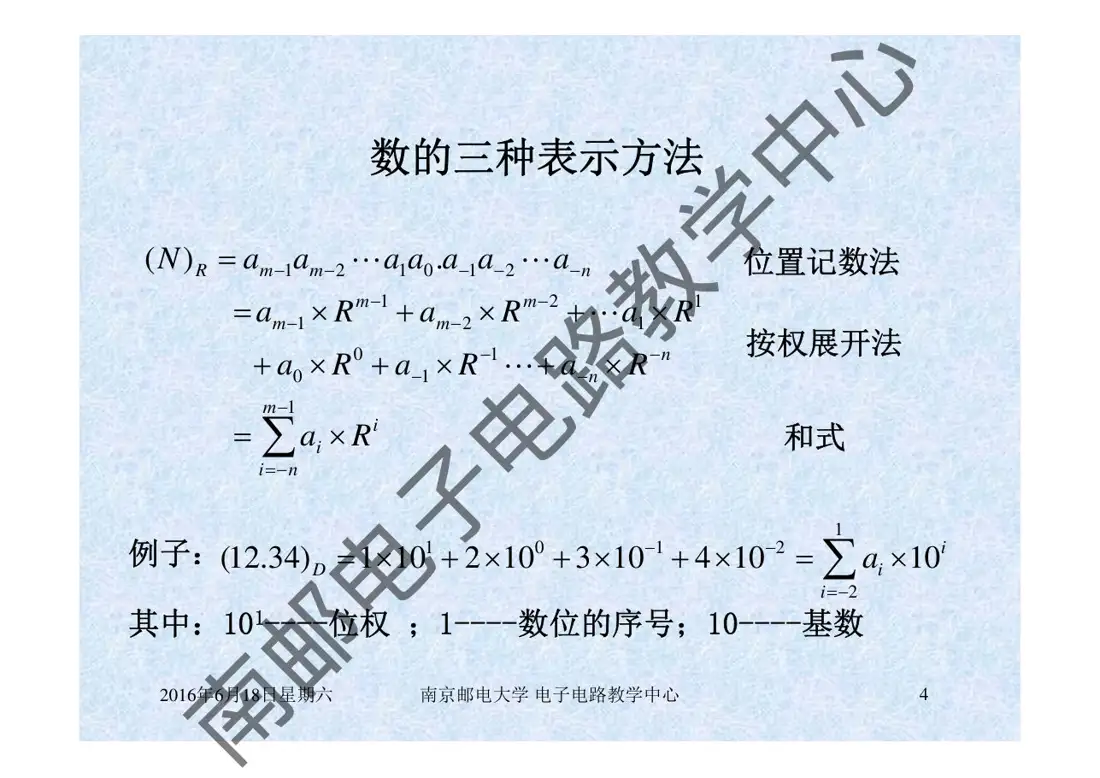 数的三种表示方法
(N)_R = a_{m-1}a_{m-2}⋯a_1a_0.a_{-1}a_{-2}⋯a_{-n} 位置记数法
= a_{m-1}×R^{m-1} + a_{m-2}×R^{m-2} + ⋯a_1×R^1
按权展开法
+ a_0×R^0 + a_{-1}×R^{-1} ⋯+ a_{-n}×R^{-n}
= ∑_{i=-n}^{m-1} a_i×R^i 和式
例子：(12.34)_D = 1×10^1 + 2×10^0 + 3×10^{-1} + 4×10^{-2} = ∑_{i=-2}^{1} a_i×10^i
其中：10^1----位权 ；1----数位的序号；10----基数
2016年6月18日星期六 南京邮电大学 电子电路教学中心 4
南邮电子电路教学中心